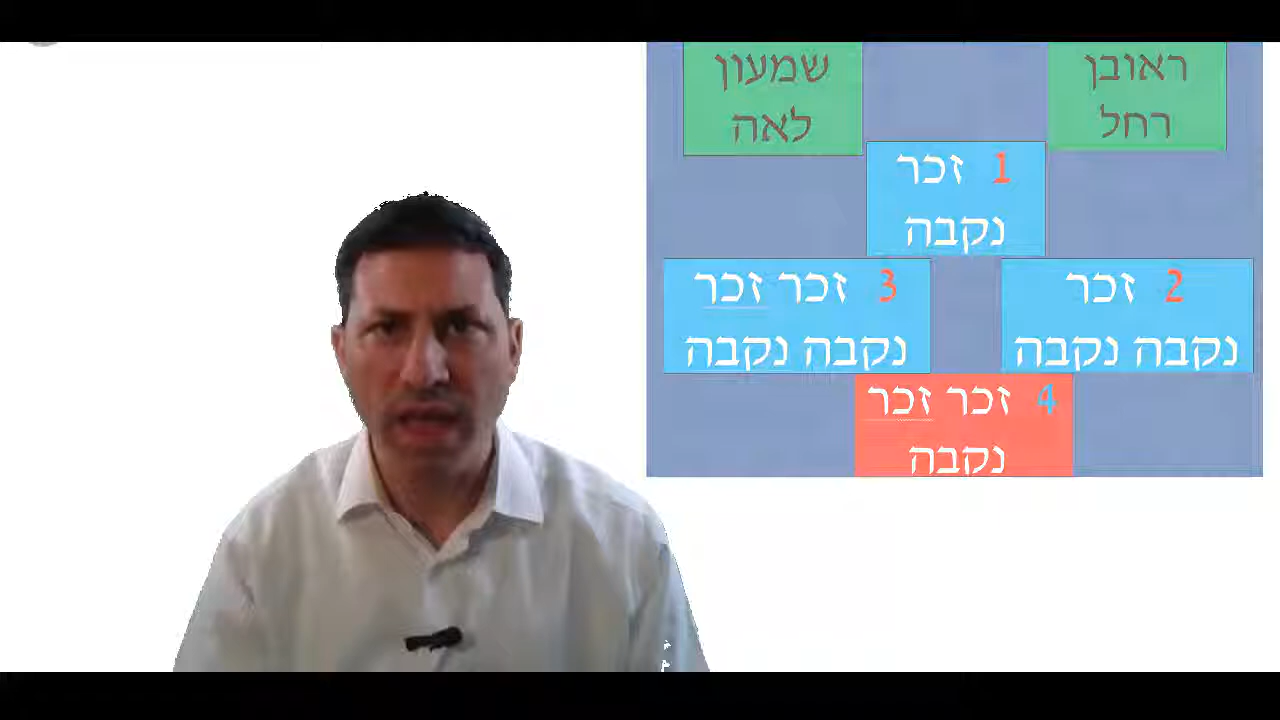 ראובן
רחל
שמעון
לאה
1 זכר
נקבה
2 זכר
נקבה נקבה
3 זכר זכר
נקבה נקבה
4 זכר זכר
נקבה